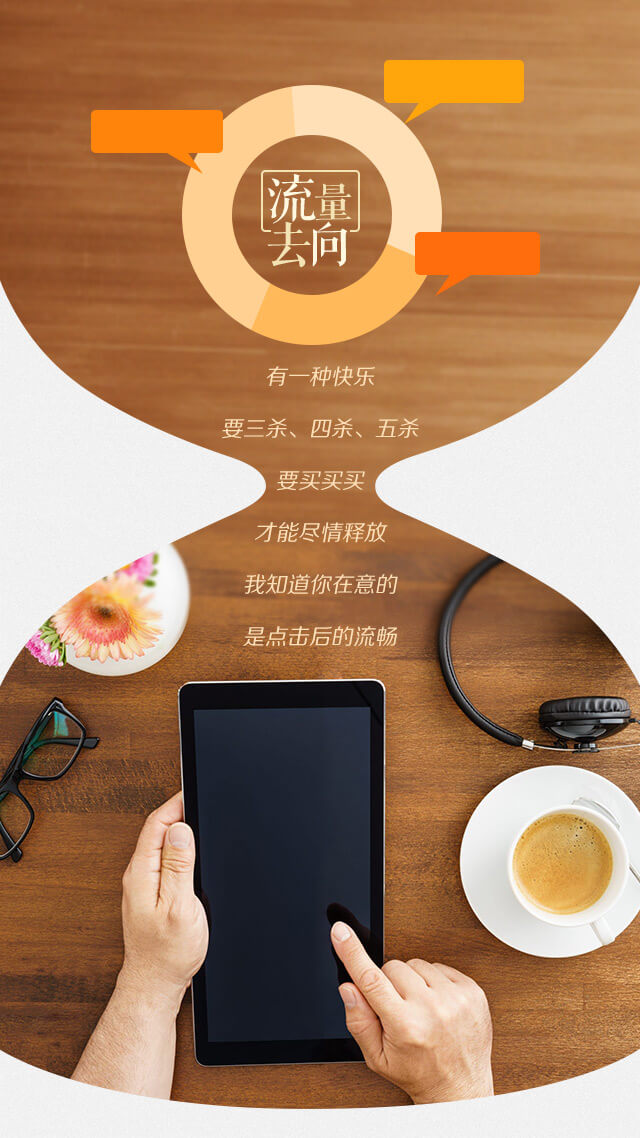 流量
去向
有一种快乐
要三杀、四杀、五杀
要买买买
才能尽情释放
我知道你在意的
是点击后的流畅